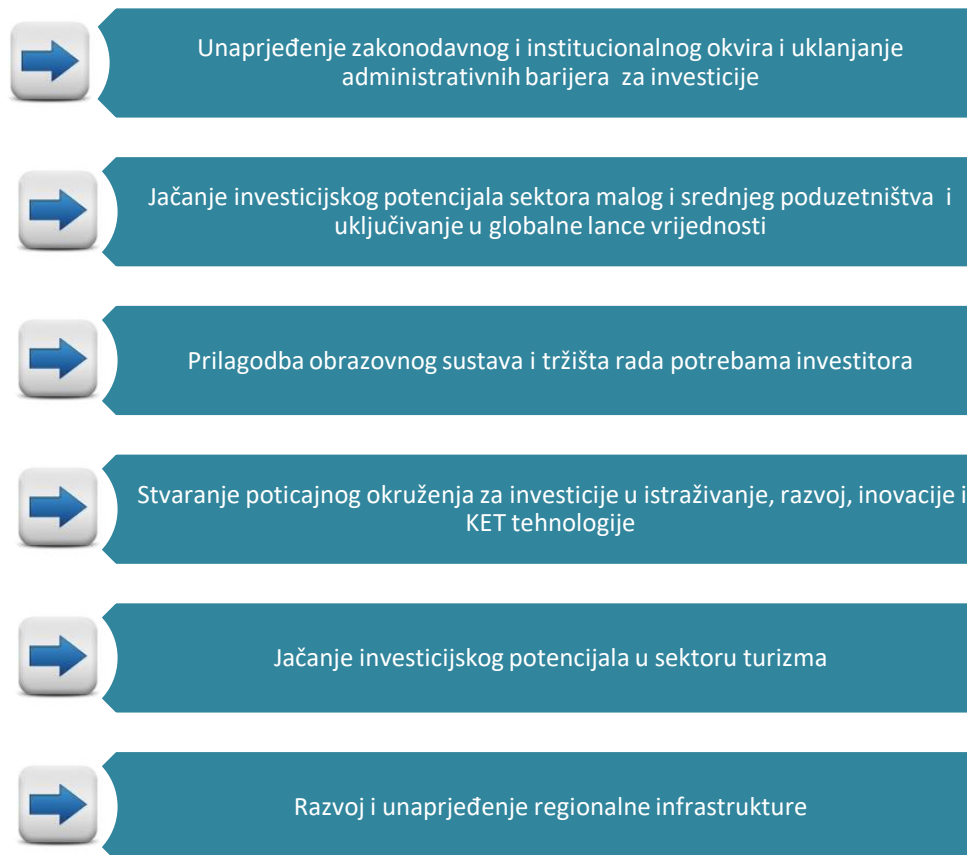 Unaprjeđenje zakonodavnog i institucionalnog okvira i uklanjanje
administrativnih barijera za investicije
Jačanje investicijskog potencijala sektora malog i srednjeg poduzetništva i
uključivanje u globalne lance vrijednosti
Prilagodba obrazovnog sustava i tržišta rada potrebama investitora
Stvaranje poticajnog okruženja za investicije u istraživanje, razvoj, inovacije i
KET tehnologije
Jačanje investicijskog potencijala u sektoru turizma
Razvoj i unaprjeđenje regionalne infrastrukture